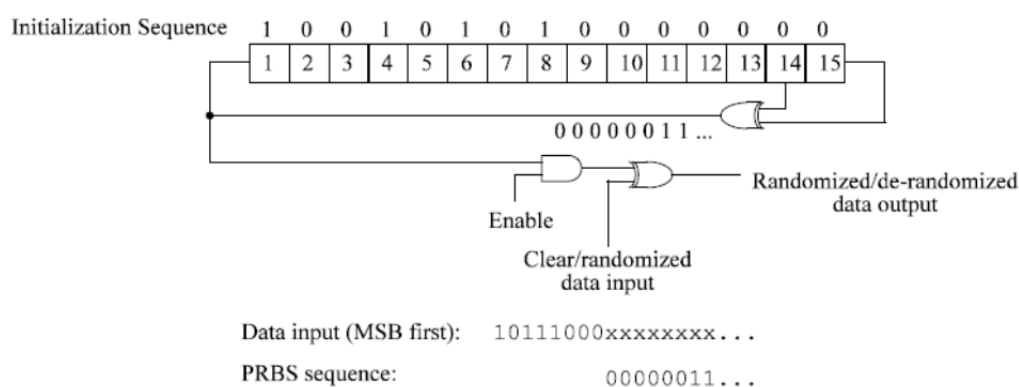 Initialization Sequence 1 0 0 1 0 1 0 1 0 0 0 0 0 0 0
1 2 3 4 5 6 7 8 9 10 11 12 13 14 15
0 0 0 0 0 0 1 1 ...
Enable
Randomized/de-randomized
data output
Clear/randomized
data input
Data input (MSB first): 10111000xxxxxxxx...
PRBS sequence: 00000011...